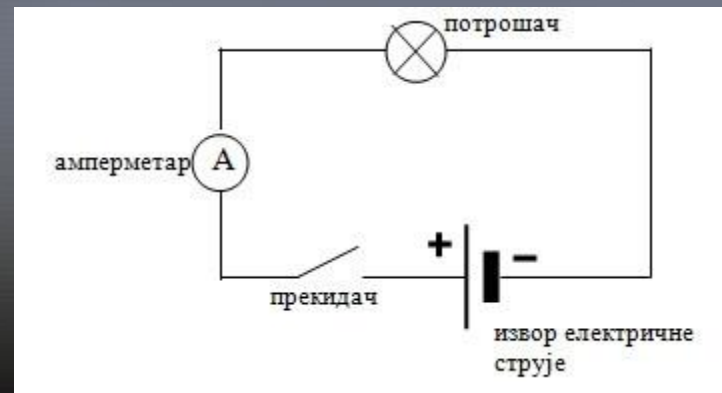 потрошач
амперметар A
+ −
прекидач
извор електричне
струје